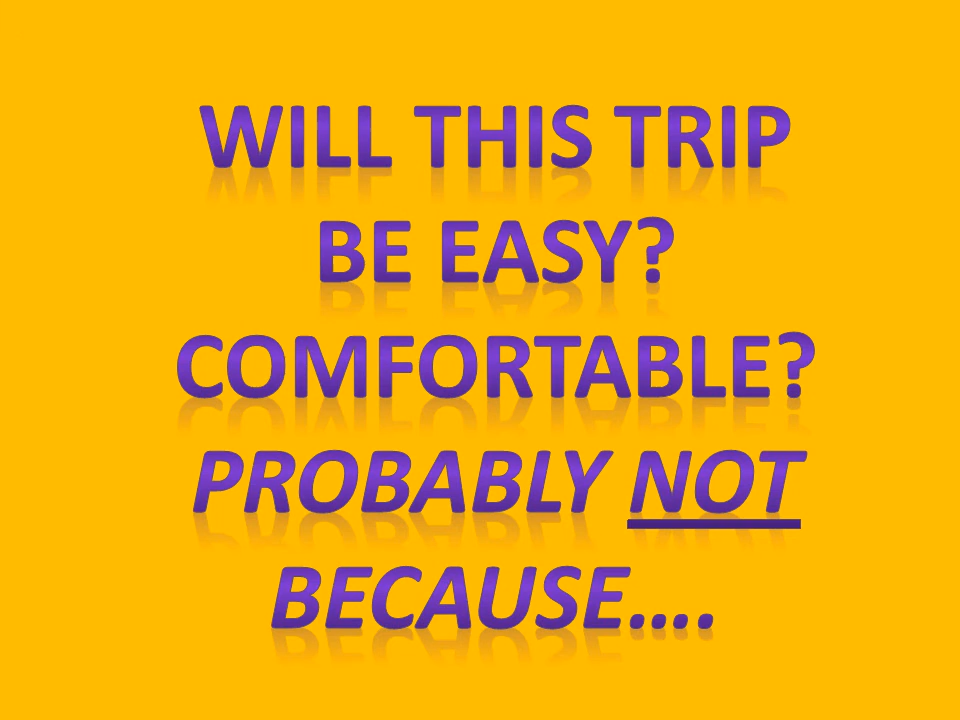 WILL THIS TRIP
BE EASY?
COMFORTABLE?
PROBABLY NOT
BECAUSE....